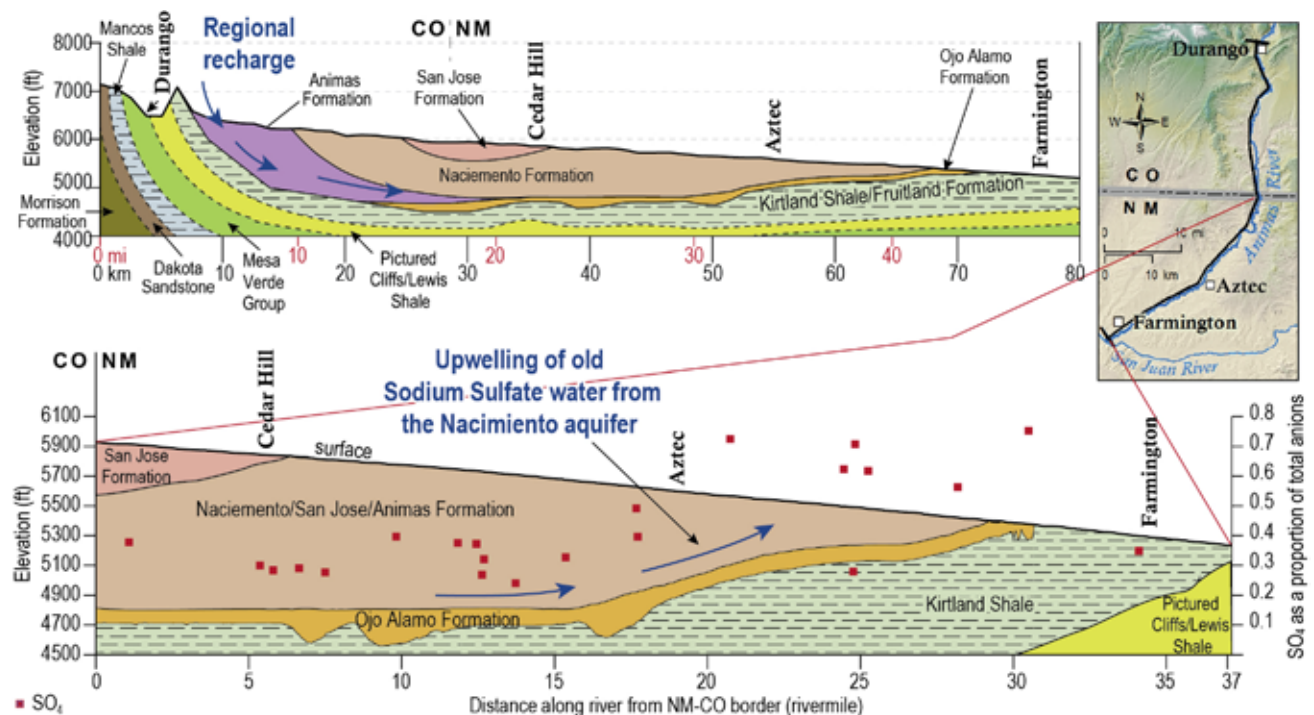 Mancos
Shale
Durango
Regional
recharge
CO NM
Animas
Formation
San Jose
Formation
Cedar Hill
Aztec
Ojo Alamo
Formation
Farmington
Elevation (ft)
8000
7000
6000
5000
4000
Naciemento Formation
Kirtland Shale/Fruitland Formation
Morrison
Formation
0 mi
10
20
30
40
0 km
10
20
30
40
50
60
70
80
Dakota
Sandstone
Mesa
Verde
Group
Pictured
Cliffs/Lewis
Shale
Durango
N
W E
S
CO
NM
Animas River
0 10 mi
0 10 km
Aztec
Farmington
San Juan River
CO NM
Cedar Hill
Upwelling of old
Sodium Sulfate water from
the Nacimiento aquifer
Aztec
Farmington
Elevation (ft)
6100
5900
5700
5500
5300
5100
4900
4700
4500
San Jose
Formation
surface
Naciemento/San Jose/Animas Formation
Ojo Alamo Formation
Kirtland Shale
Pictured
Cliffs/Lewis
Shale
0.8
0.7
0.6
0.5
0.4
0.3
0.2
0.1
SO₄ as a proportion of total anions
0
5
10
15
20
25
30
35
37
SO₄
Distance along river from NM-CO border (rivermile)